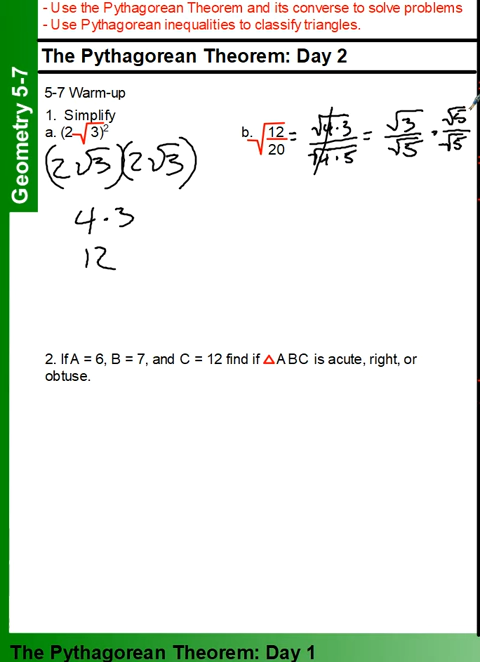 - Use the Pythagorean Theorem and its converse to solve problems
- Use Pythagorean inequalities to classify triangles.
The Pythagorean Theorem: Day 2
Geometry 5-7
5-7 Warm-up
1. Simplify
a. (2√3)²
(2√3)(2√3)
4·3
12
b. √12/20 = √4·3/√4·5 = √3/√5 · √5/√5
2. If A = 6, B = 7, and C = 12 find if △ABC is acute, right, or
obtuse.
The Pythagorean Theorem: Day 1